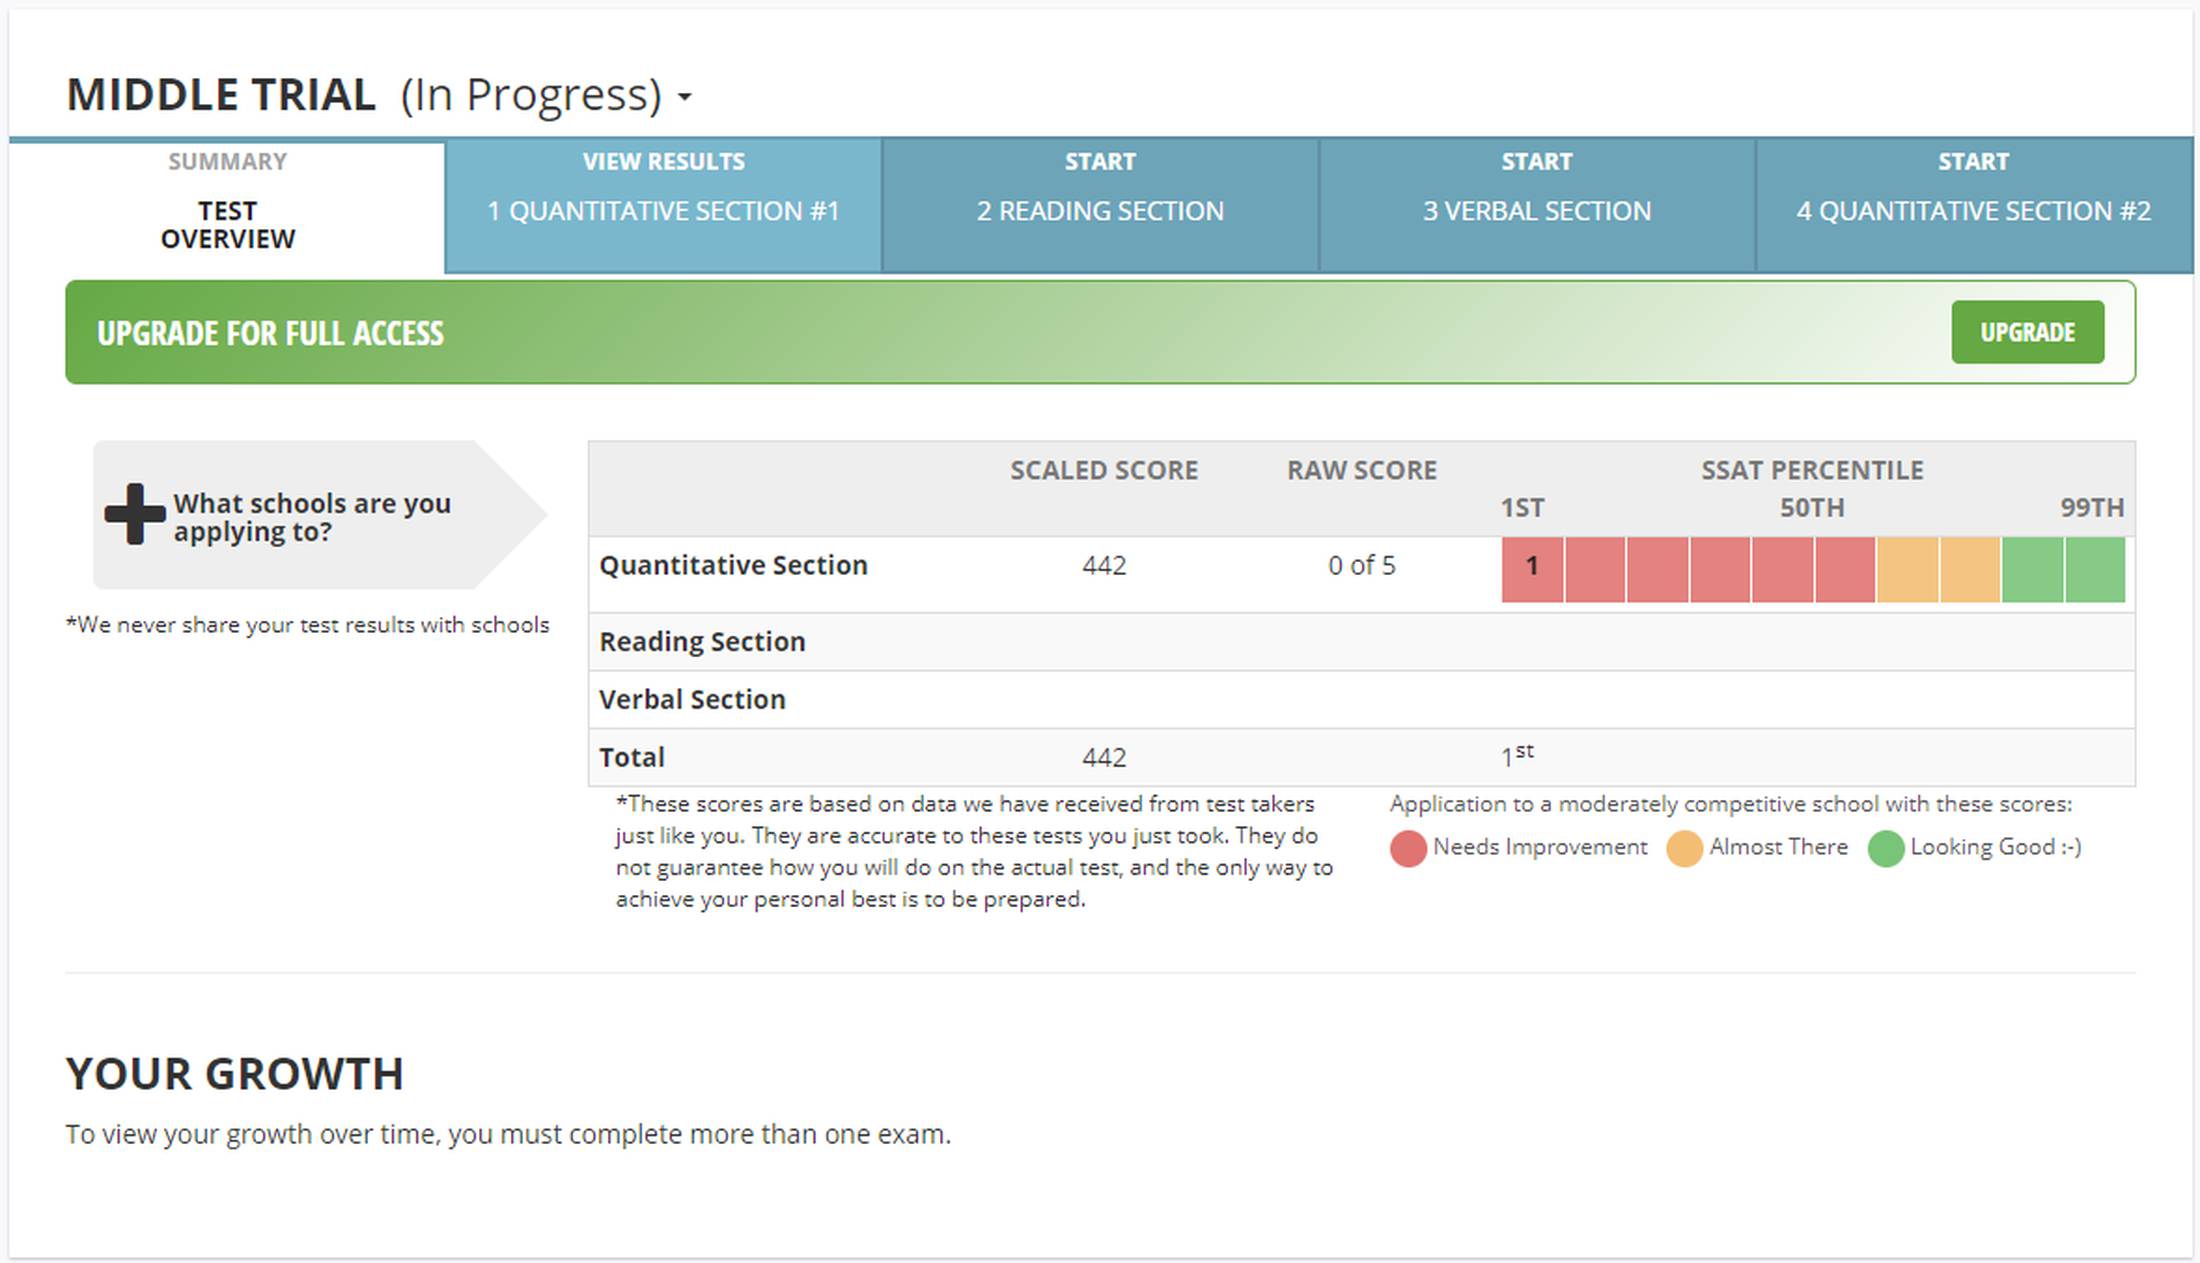 MIDDLE TRIAL (In Progress)
SUMMARY
TEST
OVERVIEW
VIEW RESULTS
1 QUANTITATIVE SECTION #1
START
2 READING SECTION
START
3 VERBAL SECTION
START
4 QUANTITATIVE SECTION #2
UPGRADE FOR FULL ACCESS
UPGRADE
What schools are you
applying to?
*We never share your test results with schools
SCALED SCORE RAW SCORE SSAT PERCENTILE
1ST 50TH 99TH
Quantitative Section 442 0 of 5 1
Reading Section
Verbal Section
Total 442 1st
*These scores are based on data we have received from test takers
just like you. They are accurate to these tests you just took. They do
not guarantee how you will do on the actual test, and the only way to
achieve your personal best is to be prepared.
Application to a moderately competitive school with these scores:
Needs Improvement Almost There Looking Good :-)
YOUR GROWTH
To view your growth over time, you must complete more than one exam.